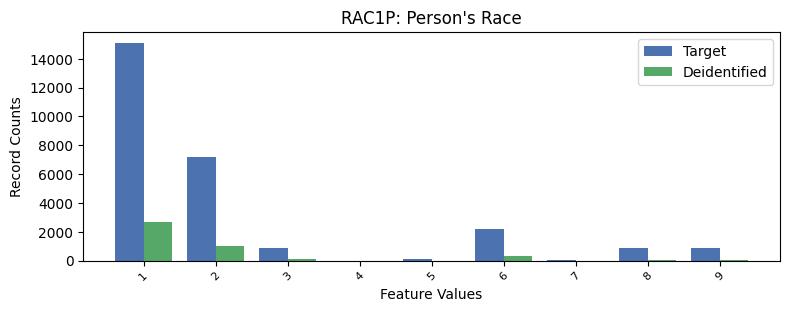 RAC1P: Person's Race
Target
Deidentified
Record Counts
14000
12000
10000
8000
6000
4000
2000
0
1 2 3 4 5 6 7 8 9
Feature Values